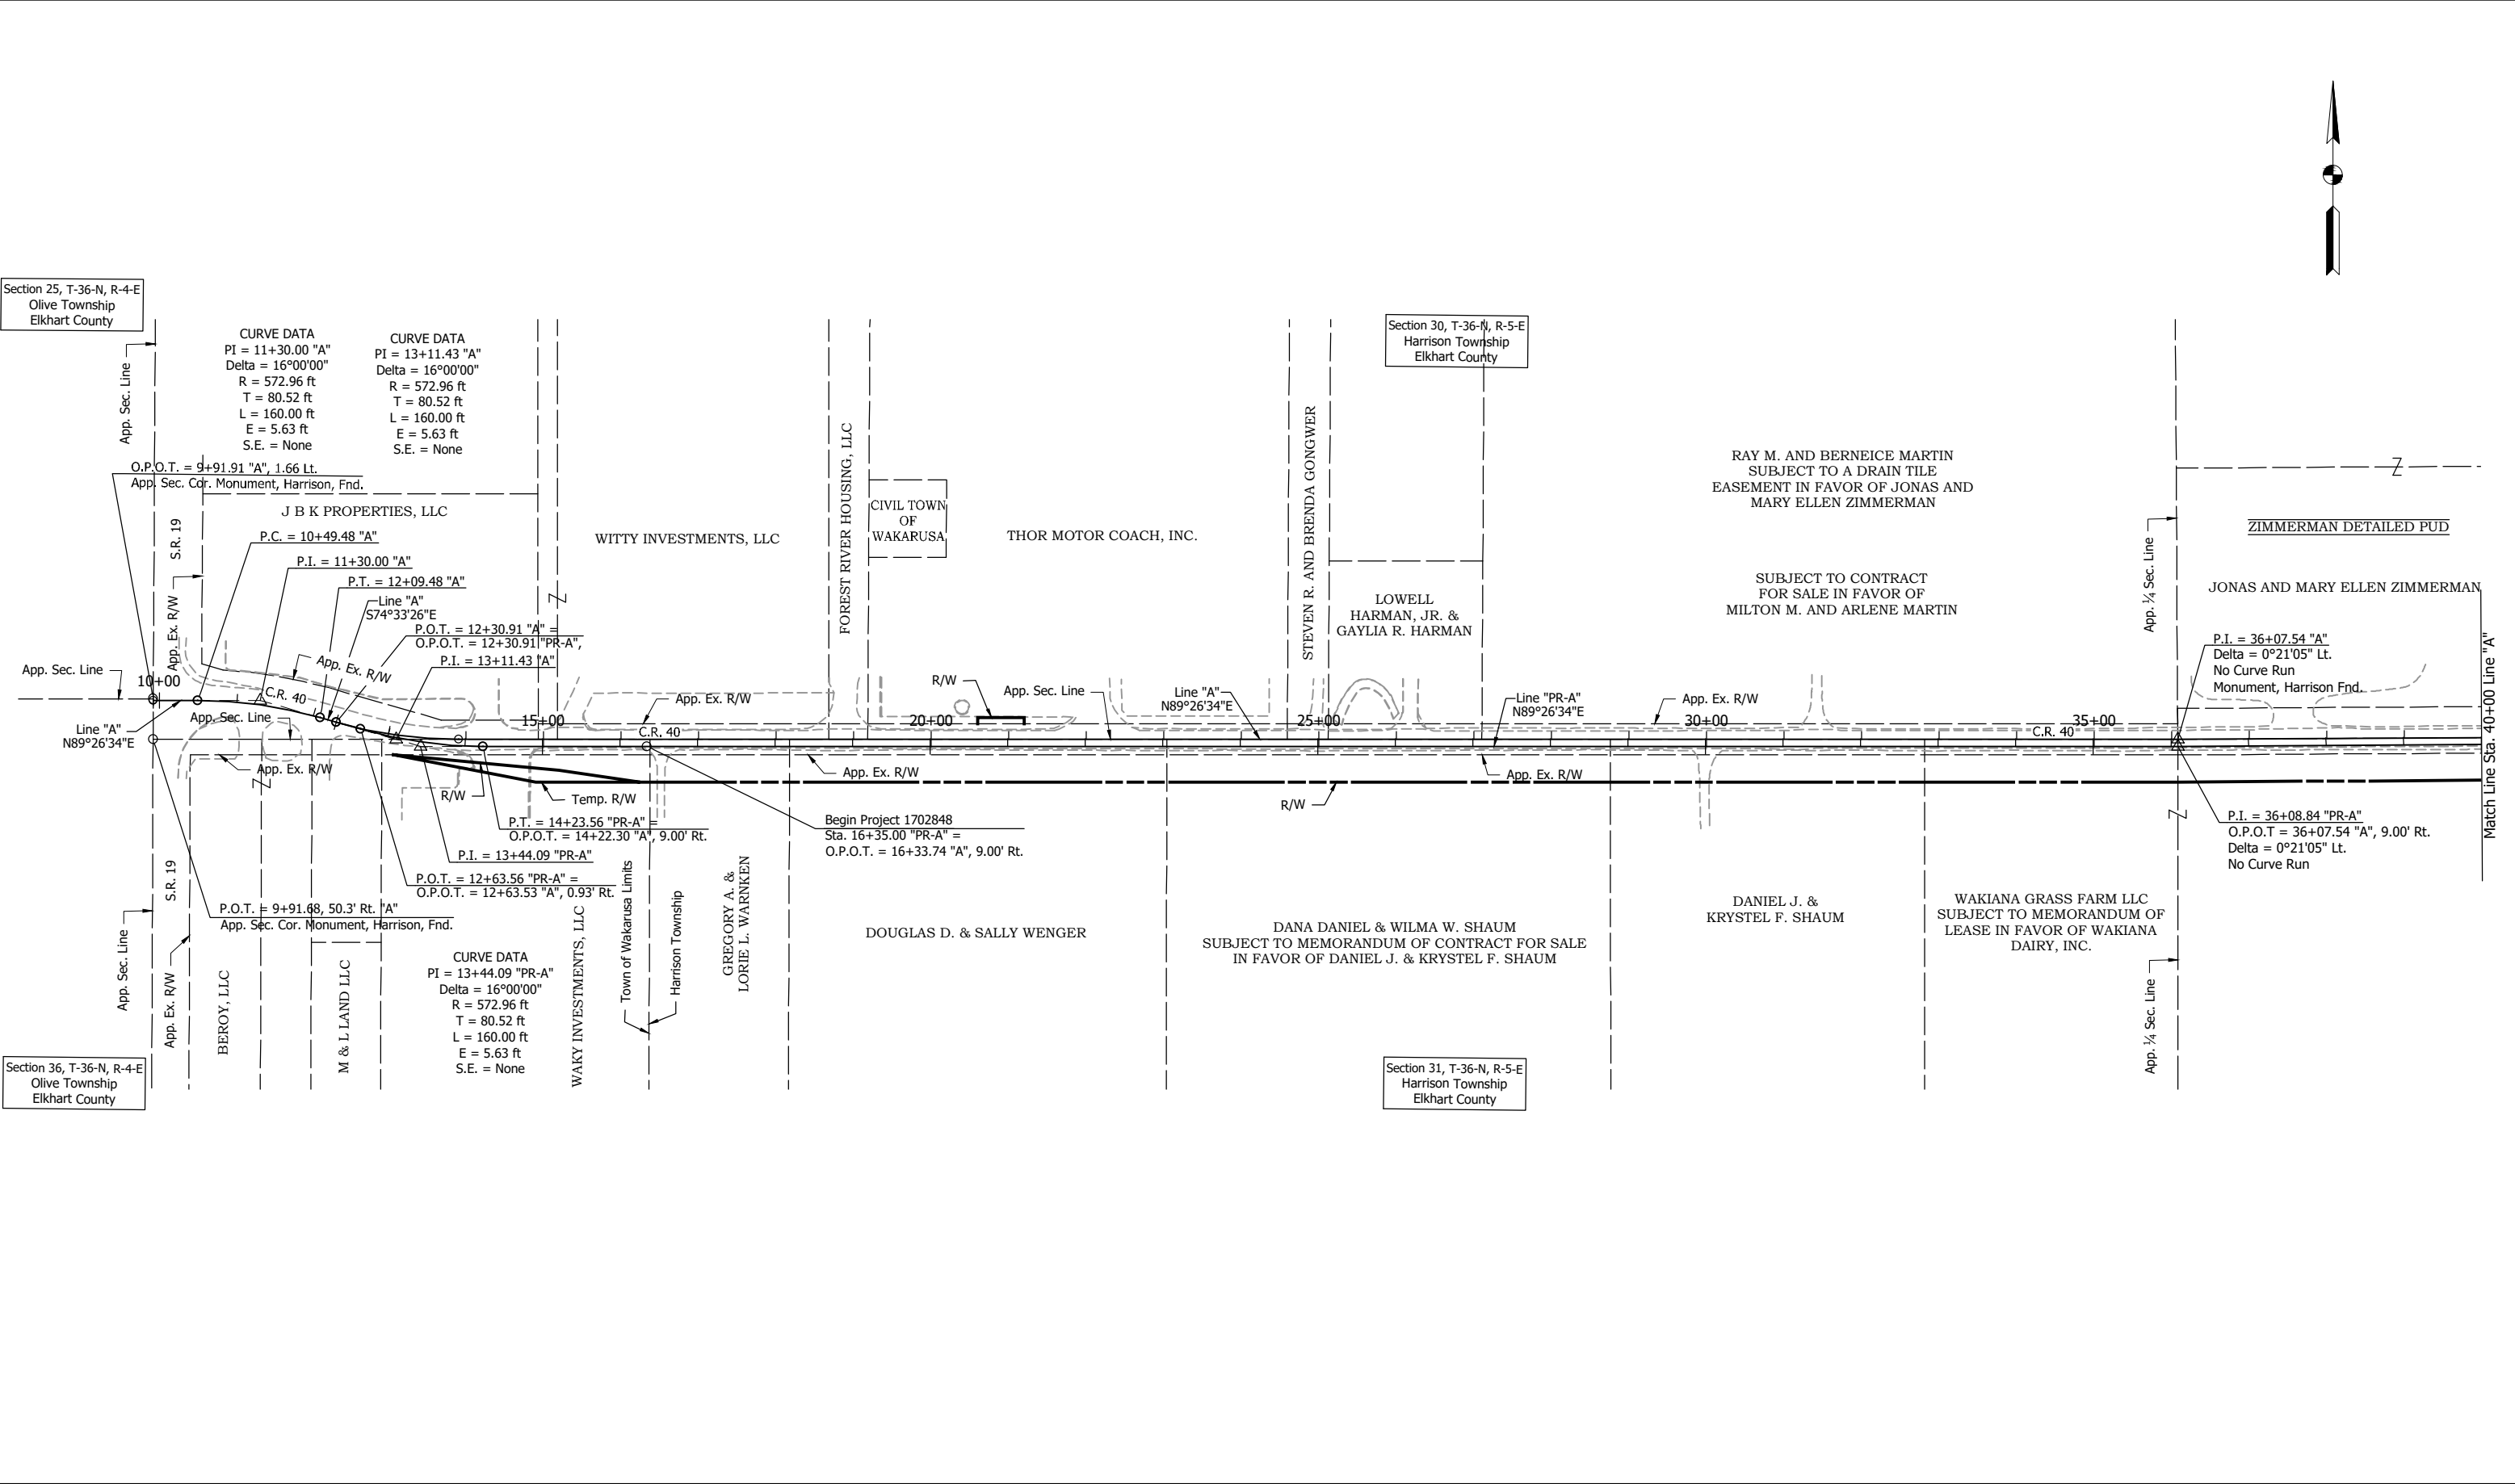 Section 25, T-36-N, R-4-E
Olive Township
Elkhart County
App. Sec. Line
CURVE DATA
PI = 11+30.00 "A"
Delta = 16°00'00"
R = 572.96 ft
T = 80.52 ft
L = 160.00 ft
E = 5.63 ft
S.E. = None
CURVE DATA
PI = 13+11.43 "A"
Delta = 16°00'00"
R = 572.96 ft
T = 80.52 ft
L = 160.00 ft
E = 5.63 ft
S.E. = None
Section 30, T-36-N, R-5-E
Harrison Township
Elkhart County
O.P.O.T. = 9+91.91 "A", 1.66 Lt.
App. Sec. Cor. Monument, Harrison, Fnd.
J B K PROPERTIES, LLC
S.R. 19
App. Ex. R/W
P.C. = 10+49.48 "A"
P.I. = 11+30.00 "A"
P.T. = 12+09.48 "A"
Line "A"
S74°33'26"E
P.O.T. = 12+30.91 "A" =
O.P.O.T. = 12+30.91 "PR-A",
P.I. = 13+11.43 "A"
WITTY INVESTMENTS, LLC
FOREST RIVER HOUSING, LLC
CIVIL TOWN
OF
WAKARUSA
THOR MOTOR COACH, INC.
STEVEN R. AND BRENDA GONGWER
LOWELL
HARMAN, JR. &
GAYLIA R. HARMAN
RAY M. AND BERNEICE MARTIN
SUBJECT TO A DRAIN TILE
EASEMENT IN FAVOR OF JONAS AND
MARY ELLEN ZIMMERMAN
SUBJECT TO CONTRACT
FOR SALE IN FAVOR OF
MILTON M. AND ARLENE MARTIN
App. ¼ Sec. Line
ZIMMERMAN DETAILED PUD
JONAS AND MARY ELLEN ZIMMERMAN
P.I. = 36+07.54 "A"
Delta = 0°21'05" Lt.
No Curve Run
Monument, Harrison Fnd.
Match Line Sta. 40+00 Line "A"
App. Sec. Line
10+00
C.R. 40
App. Ex. R/W
App. Sec. Line
Line "A"
N89°26'34"E
App. Ex. R/W
15+00
App. Ex. R/W
C.R. 40
R/W
20+00
App. Sec. Line
Line "A"
N89°26'34"E
25+00
Line "PR-A"
N89°26'34"E
App. Ex. R/W
30+00
C.R. 40
35+00
R/W
Temp. R/W
App. Ex. R/W
R/W
App. Ex. R/W
P.T. = 14+23.56 "PR-A" =
O.P.O.T. = 14+22.30 "A", 9.00' Rt.
P.I. = 13+44.09 "PR-A"
P.O.T. = 12+63.56 "PR-A" =
O.P.O.T. = 12+63.53 "A", 0.93' Rt.
Begin Project 1702848
Sta. 16+35.00 "PR-A" =
O.P.O.T. = 16+33.74 "A", 9.00' Rt.
P.I. = 36+08.84 "PR-A"
O.P.O.T = 36+07.54 "A", 9.00' Rt.
Delta = 0°21'05" Lt.
No Curve Run
P.O.T. = 9+91.68, 50.3' Rt. "A"
App. Sec. Cor. Monument, Harrison, Fnd.
S.R. 19
App. Sec. Line
App. Ex. R/W
BEROY, LLC
M & L LAND LLC
CURVE DATA
PI = 13+44.09 "PR-A"
Delta = 16°00'00"
R = 572.96 ft
T = 80.52 ft
L = 160.00 ft
E = 5.63 ft
S.E. = None
WAKY INVESTMENTS, LLC
Town of Wakarusa Limits
Harrison Township
GREGORY A. &
LORIE L. WARNKEN
DOUGLAS D. & SALLY WENGER
DANA DANIEL & WILMA W. SHAUM
SUBJECT TO MEMORANDUM OF CONTRACT FOR SALE
IN FAVOR OF DANIEL J. & KRYSTEL F. SHAUM
DANIEL J. &
KRYSTEL F. SHAUM
WAKIANA GRASS FARM LLC
SUBJECT TO MEMORANDUM OF
LEASE IN FAVOR OF WAKIANA
DAIRY, INC.
App. ¼ Sec. Line
Section 36, T-36-N, R-4-E
Olive Township
Elkhart County
Section 31, T-36-N, R-5-E
Harrison Township
Elkhart County